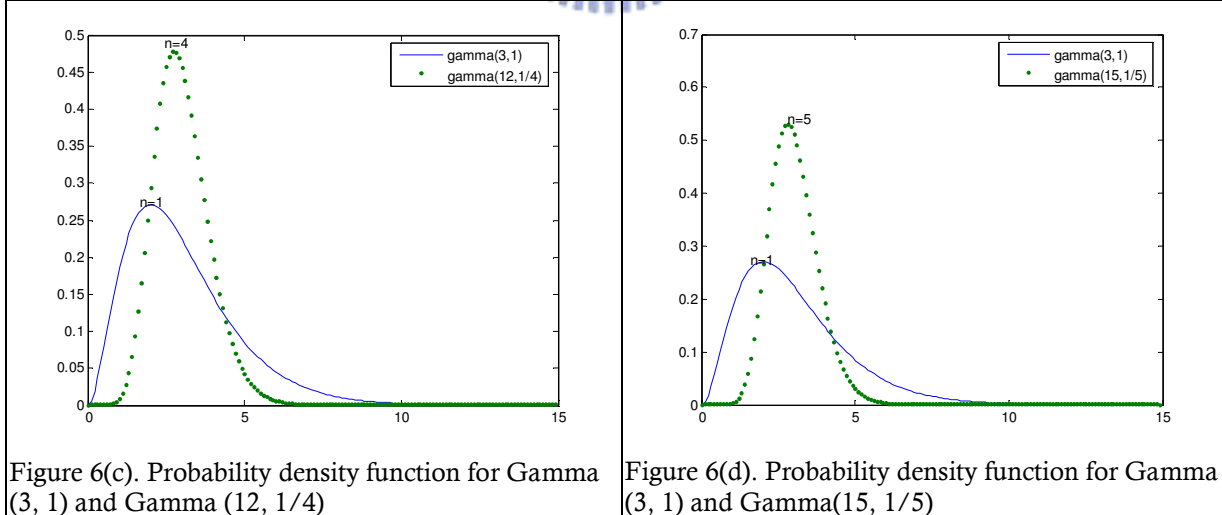 0.5
0.45
0.4
0.35
0.3
0.25
0.2
0.15
0.1
0.05
0
0 5 10 15
n=4
n=1
gamma(3,1)
gamma(12,1/4)
Figure 6(c). Probability density function for Gamma
(3, 1) and Gamma (12, 1/4)
0.7
0.6
0.5
0.4
0.3
0.2
0.1
0
0 5 10 15
n=5
n=1
gamma(3,1)
gamma(15,1/5)
Figure 6(d). Probability density function for Gamma
(3, 1) and Gamma(15, 1/5)